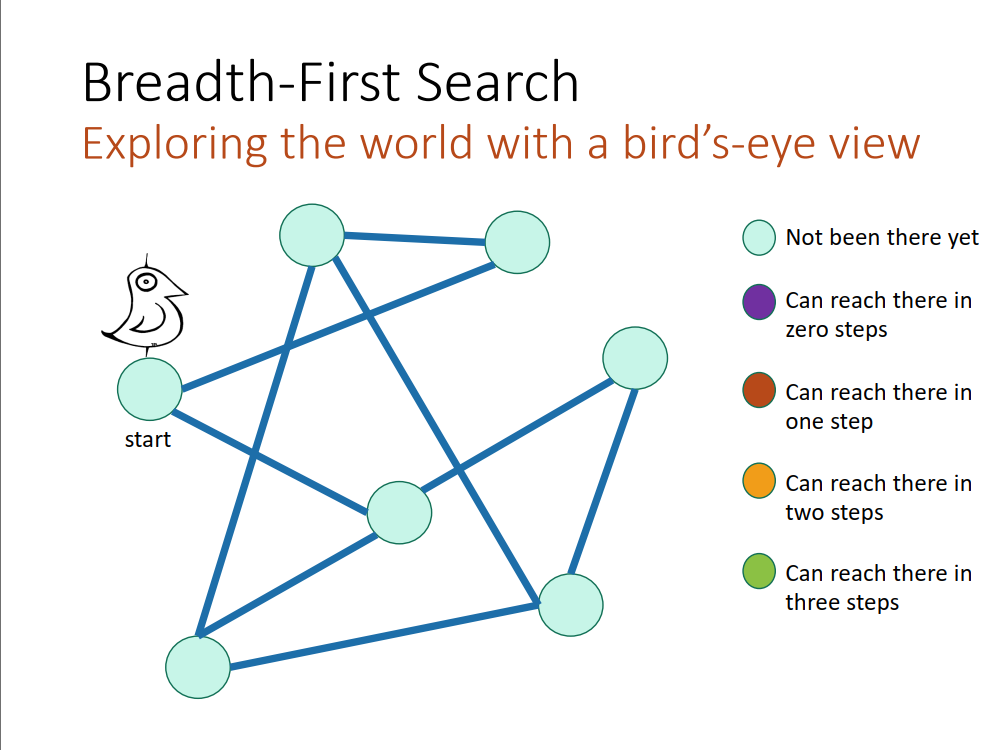 Breadth-First Search
Exploring the world with a bird’s-eye view
Not been there yet
Can reach there in
zero steps
Can reach there in
one step
Can reach there in
two steps
Can reach there in
three steps
start